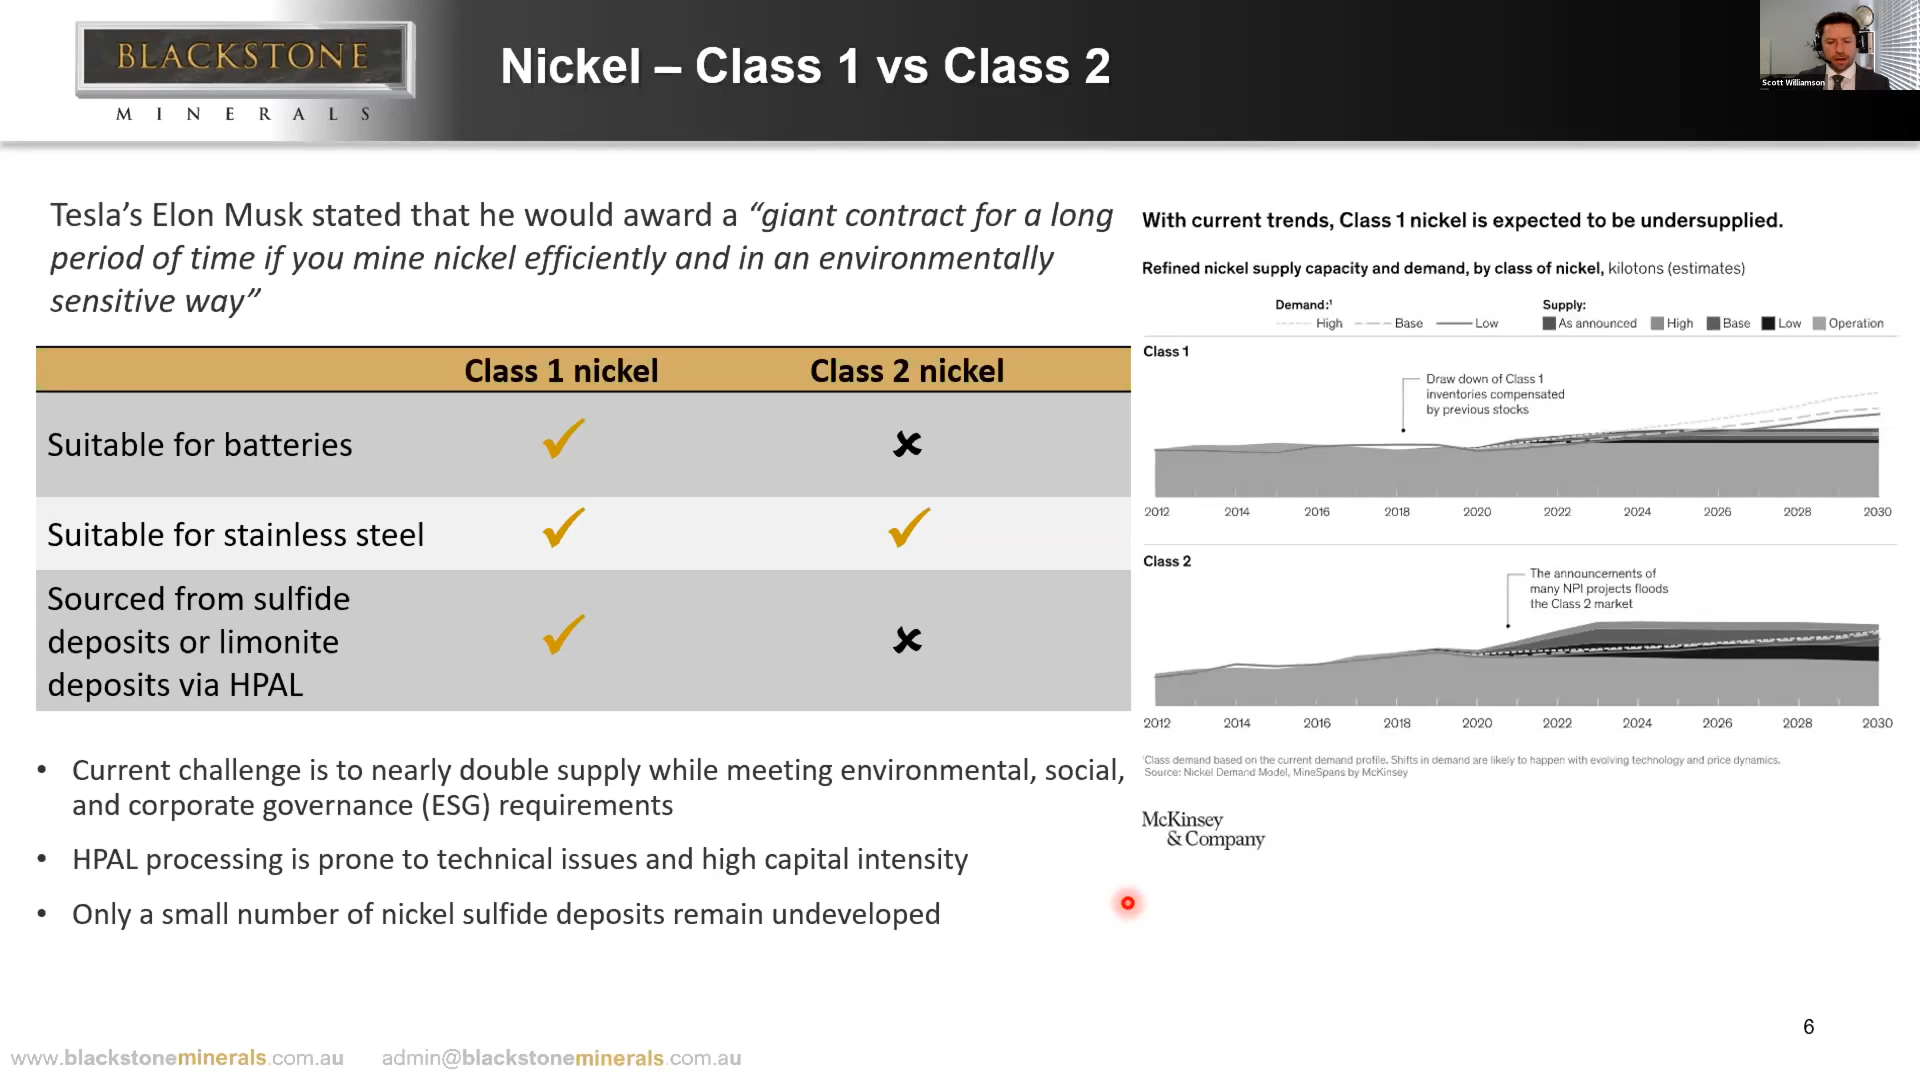 BLACKSTONE
MINERALS
Nickel – Class 1 vs Class 2
Scott Williamson
Tesla’s Elon Musk stated that he would award a “giant contract for a long
period of time if you mine nickel efficiently and in an environmentally
sensitive way”
Class 1 nickel Class 2 nickel
Suitable for batteries ✓ ✘
Suitable for stainless steel ✓ ✓
Sourced from sulfide
deposits or limonite ✓ ✘
deposits via HPAL
• Current challenge is to nearly double supply while meeting environmental, social,
and corporate governance (ESG) requirements
• HPAL processing is prone to technical issues and high capital intensity
• Only a small number of nickel sulfide deposits remain undeveloped
With current trends, Class 1 nickel is expected to be undersupplied.
Refined nickel supply capacity and demand, by class of nickel, kilotons (estimates)
Demand:¹ Supply:
High Base Low As announced High Base Low Operation
Class 1
Draw down of Class 1
inventories compensated
by previous stocks
2012 2014 2016 2018 2020 2022 2024 2026 2028 2030
Class 2
The announcements of
many NPI projects floods
the Class 2 market
2012 2014 2016 2018 2020 2022 2024 2026 2028 2030
¹Class demand based on the current demand profile. Shifts in demand are likely to happen with evolving technology and price dynamics.
Source: Nickel Demand Model, MineSpans by McKinsey
McKinsey
& Company
6
www.blackstoneminerals.com.au admin@blackstoneminerals.com.au